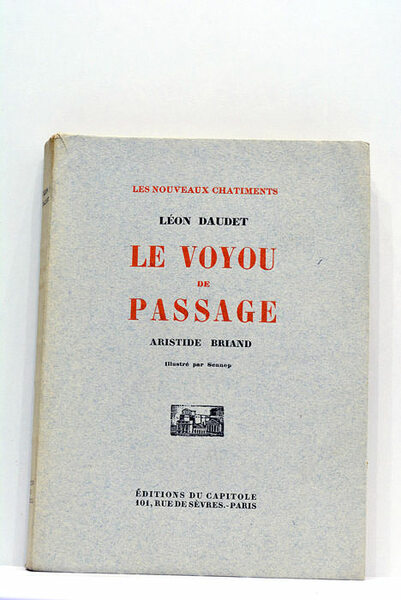 LES NOUVEAUX CHATIMENTS
LÉON DAUDET
LE VOYOU
DE
PASSAGE
ARISTIDE BRIAND
Illustré par Sennep
ÉDITIONS DU CAPITOLE
101, RUE DE SÈVRES.-PARIS